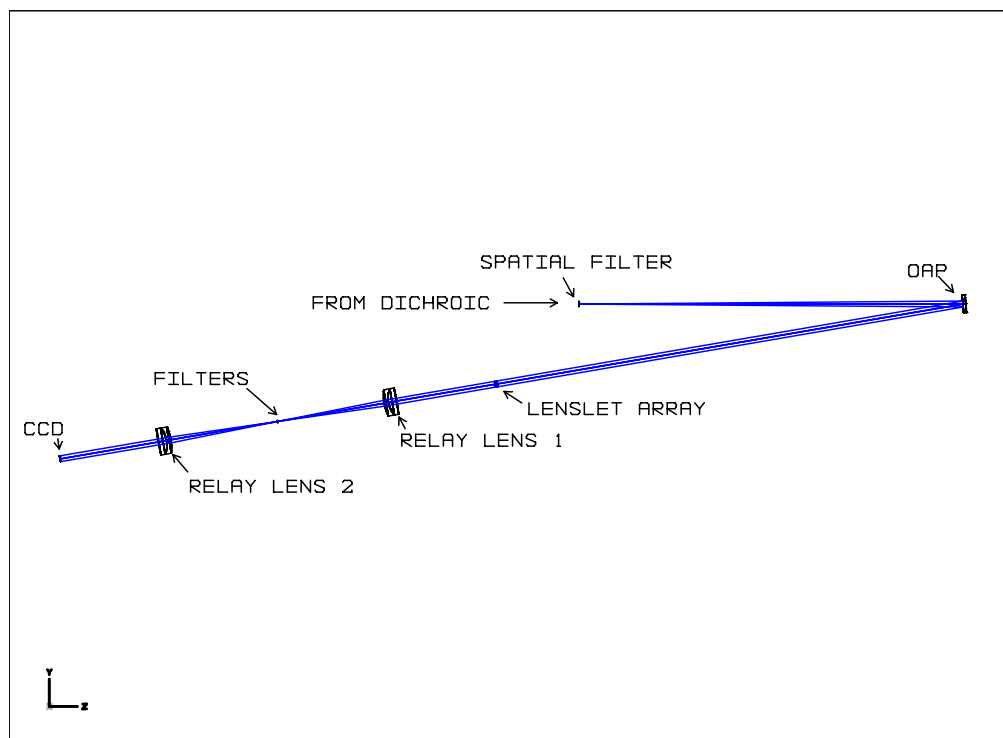 SPATIAL FILTER
OAP
FROM DICHROIC
FILTERS
LENSLET ARRAY
CCD
RELAY LENS 1
RELAY LENS 2
Y
Z